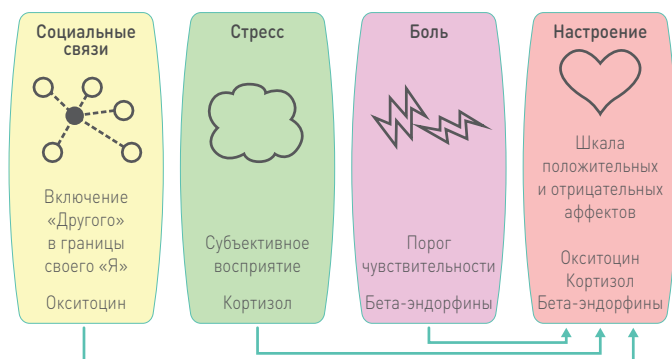 Социальные
связи
Включение
«Другого»
в границы
своего «Я»
Окситоцин
Стресс
Субъективное
восприятие
Кортизол
Боль
Порог
чувствительности
Бета-эндорфины
Настроение
Шкала
положительных
и отрицательных
аффектов
Окситоцин
Кортизол
Бета-эндорфины